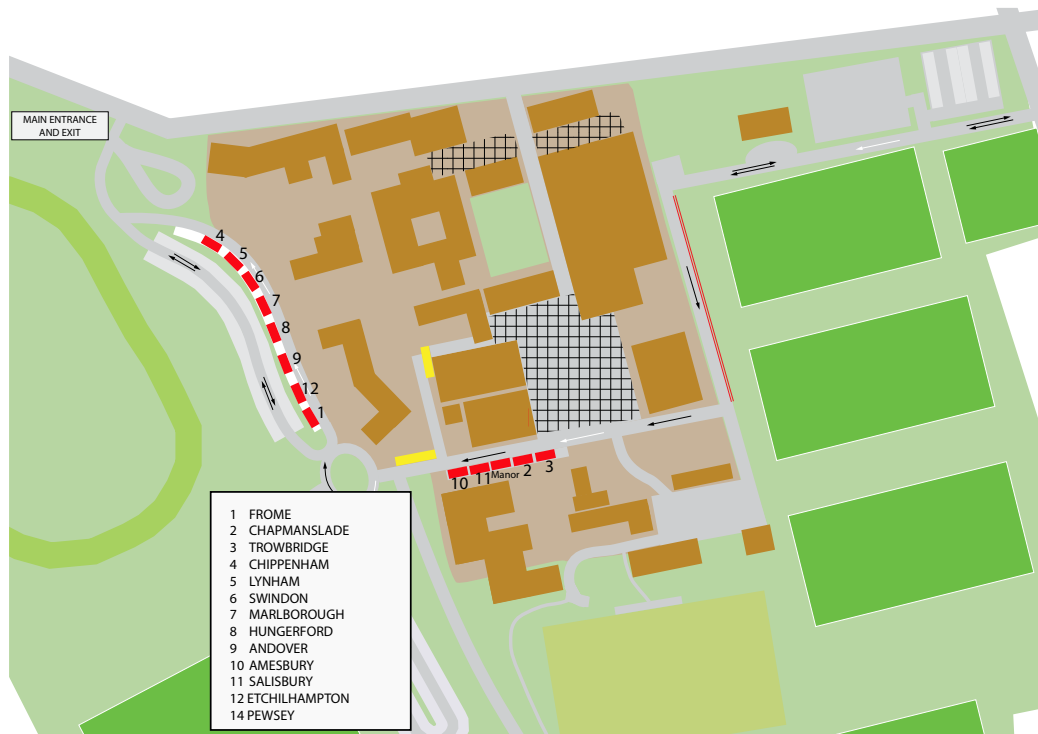 MAIN ENTRANCE
AND EXIT
4
5
6
7
8
9
12
1
10
11
Manor
2
3
1 FROME
2 CHAPMANSLADE
3 TROWBRIDGE
4 CHIPPENHAM
5 LYNHAM
6 SWINDON
7 MARLBOROUGH
8 HUNGERFORD
9 ANDOVER
10 AMESBURY
11 SALISBURY
12 ETCHILHAMPTON
14 PEWSEY